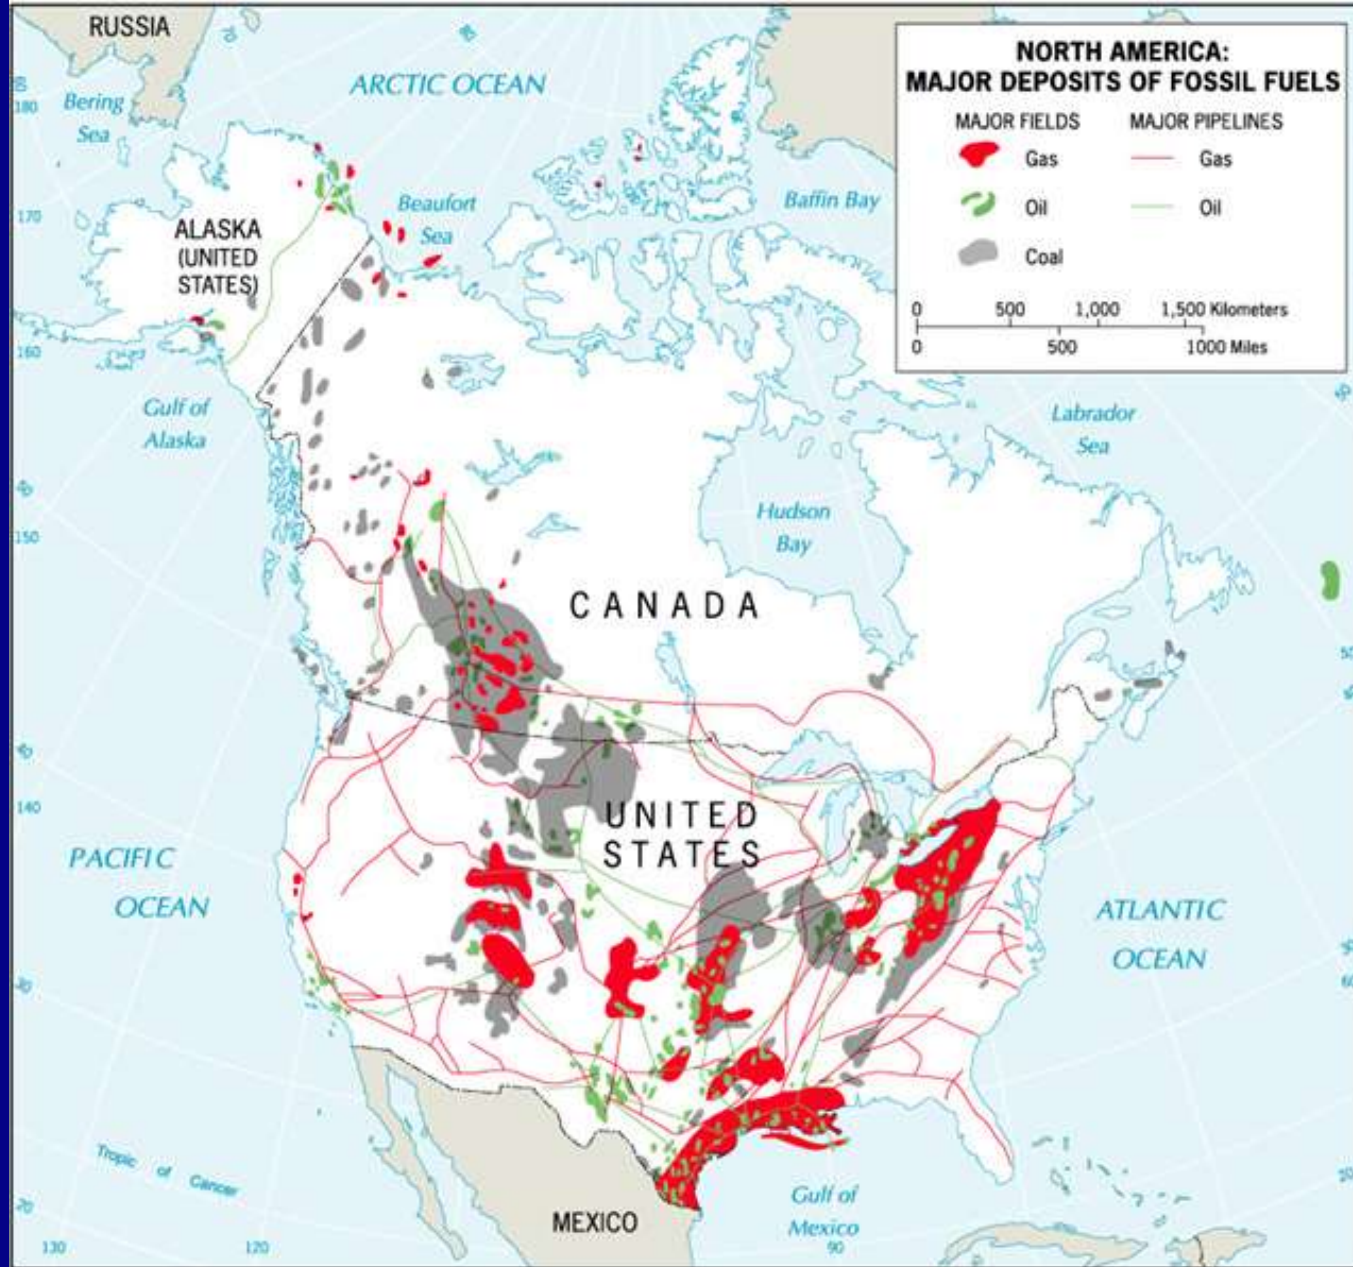 RUSSIA
ARCTIC OCEAN
Bering
Sea
NORTH AMERICA:
MAJOR DEPOSITS OF FOSSIL FUELS
MAJOR FIELDS
MAJOR PIPELINES
Gas
Gas
Oil
Oil
Coal
0 500 1,000 1,500 Kilometers
0 500 1000 Miles
180
170
160
150
140
130
120
90
20
ALASKA
(UNITED
STATES)
Beaufort
Sea
Baffin Bay
Gulf of
Alaska
Labrador
Sea
Hudson
Bay
CANADA
UNITED
STATES
PACIFIC
OCEAN
ATLANTIC
OCEAN
Tropic of Cancer
MEXICO
Gulf of
Mexico